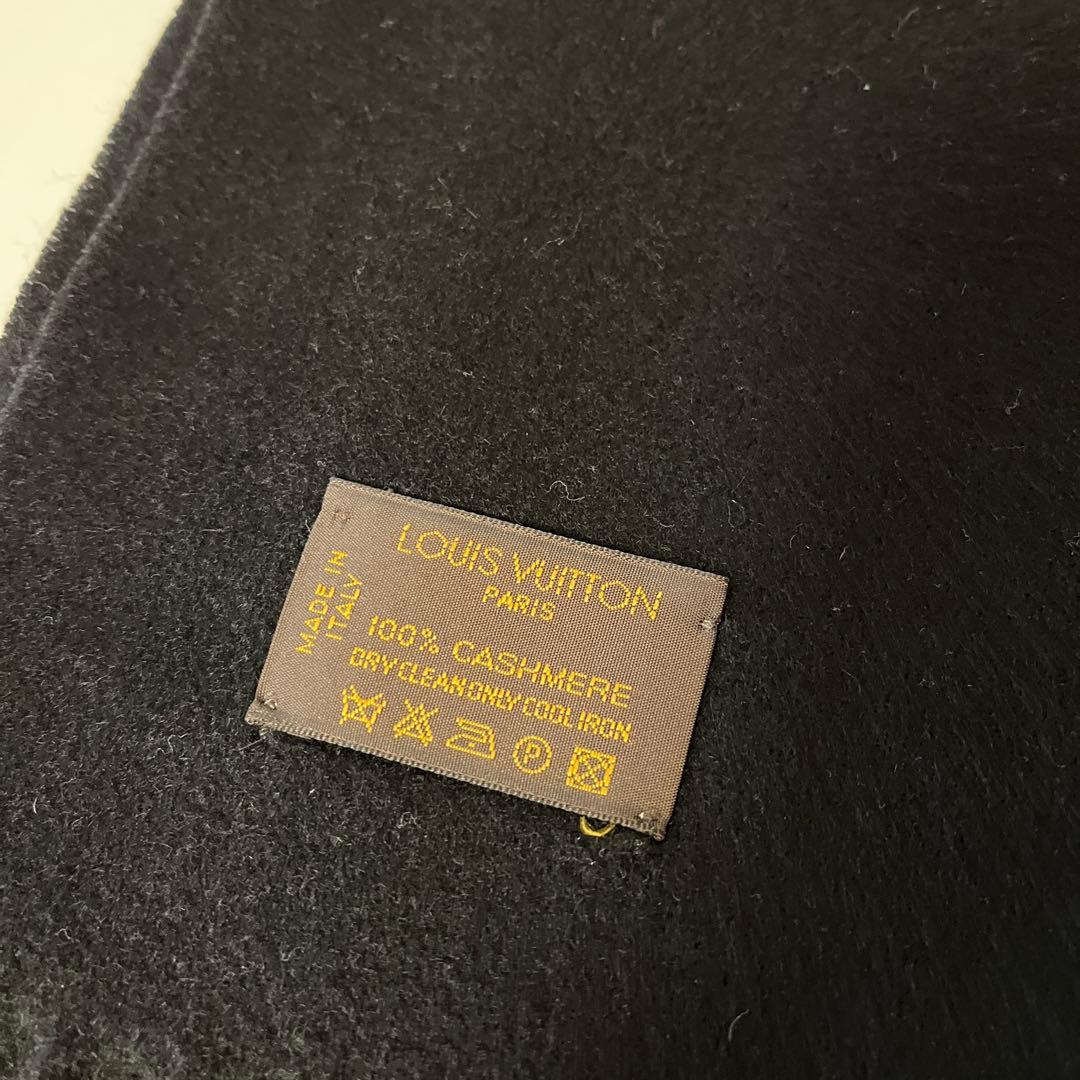 LOUIS VUITTON
PARIS
100% CASHMERE
DRY CLEAN ONLY COOL IRON
P
MADE IN
ITALY